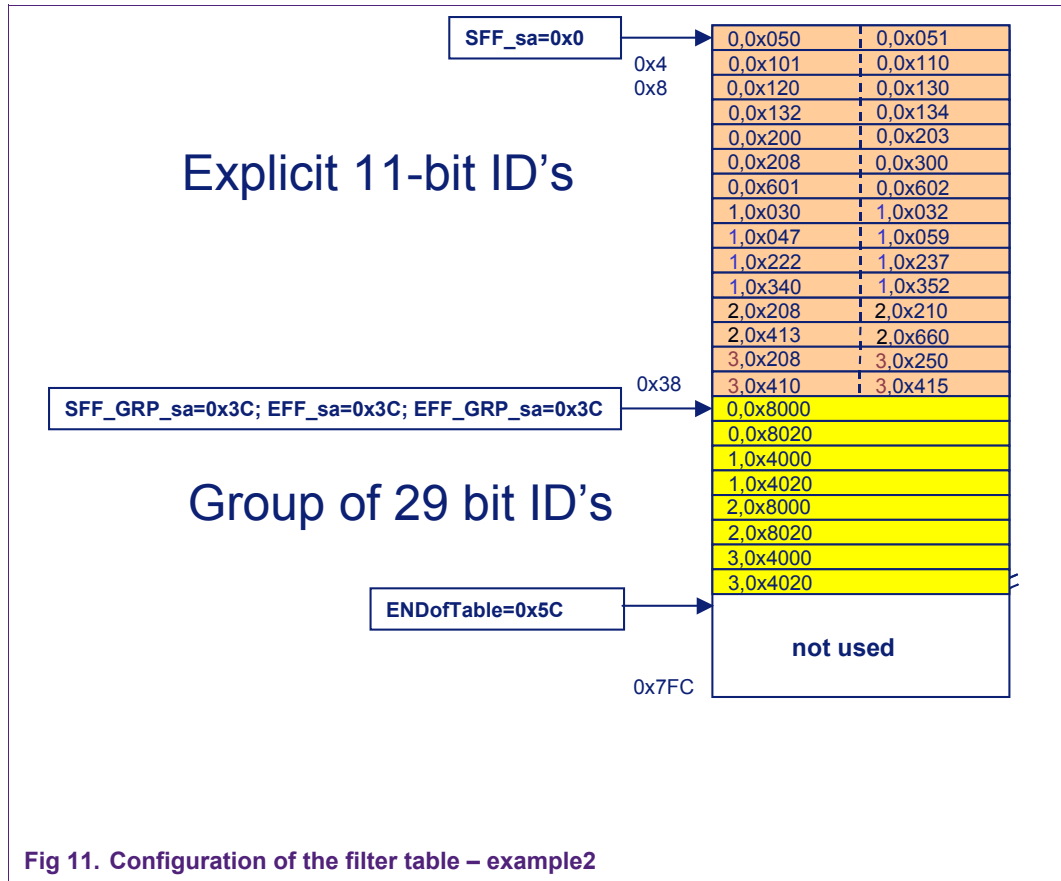 SFF_sa=0x0
0,0x050 0,0x051
0x4 0,0x101 0,0x110
0x8 0,0x120 0,0x130
0,0x132 0,0x134
0,0x200 0,0x203
Explicit 11-bit ID's
0,0x208 0,0x300
0,0x601 0,0x602
1,0x030 1,0x032
1,0x047 1,0x059
1,0x222 1,0x237
1,0x340 1,0x352
2,0x208 2,0x210
2,0x413 2,0x660
3,0x208 3,0x250
0x38 3,0x410 3,0x415
SFF_GRP_sa=0x3C; EFF_sa=0x3C; EFF_GRP_sa=0x3C
0,0x8000
0,0x8020
1,0x4000
1,0x4020
Group of 29 bit ID's
2,0x8000
2,0x8020
3,0x4000
3,0x4020
ENDofTable=0x5C
not used
0x7FC
Fig 11. Configuration of the filter table – example2